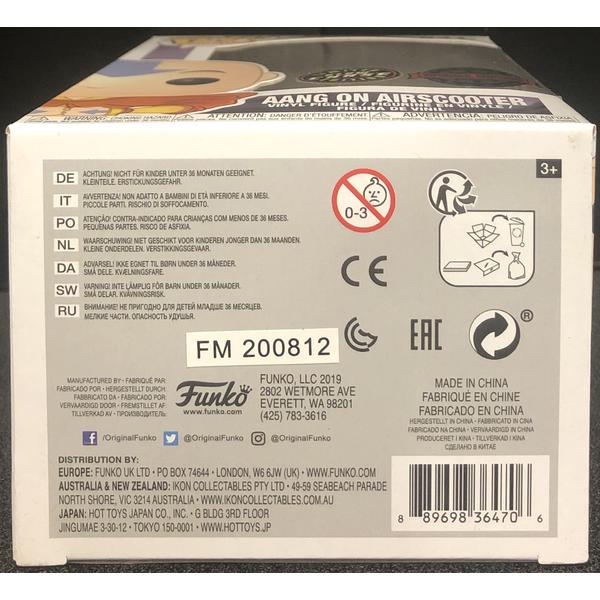 CHASE
AANG ON AIRSCOOTER
VINYL FIGURE / FIGURINE EN VINYLE /
FIGURA DE VINYL
WARNING: CHOKING HAZARD
ATTENTION: DANGER D'ÉTOUFFEMENT
ADVERTENCIA: PELIGRO DE ASFIXIA
3+
DE ACHTUNG! NICHT FÜR KINDER UNTER 36 MONATEN GEEIGNET.
KLEINTEILE. ERSTICKUNGSGEFAHR.
IT AVVERTENZA! NON ADATTO A BAMBINI DI ETÀ INFERIORE A 36 MESI.
PICCOLE PARTI. RISCHIO DI SOFFOCAMENTO.
PO ATENÇÃO! CONTRA-INDICADO PARA CRIANÇAS COM MENOS DE 36 MESES.
PEQUENAS PARTES. RISCO DE ASFIXIA.
NL WAARSCHUWING! NIET GESCHIKT VOOR KINDEREN JONGER DAN 36 MAANDEN.
KLEINE ONDERDELEN. VERSTIKKINGSGEVAAR.
DA ADVARSEL! IKKE EGNET TIL BØRN UNDER 36 MÅNEDER.
SMÅ DELE. KVÆLNINGSFARE.
SW VARNING! INTE LÄMPLIG FÖR BARN UNDER 36 MÅNADER.
SMÅ DELAR. KVÄVNINGSRISK.
RU ВНИМАНИЕ! НЕ ПРИГОДНО ДЛЯ ДЕТЕЙ МЛАДШЕ 36 МЕСЯЦЕВ.
МЕЛКИЕ ЧАСТИ. ОПАСНОСТЬ УДУШЬЯ.
0-3
CE
EAC
FM 200812
MANUFACTURED BY • FABRIQUÉ PAR
FABRICADO POR • HERGESTELLT DURCH
FABRICADO POR • FABBRICATO DA
VERVAARDIGD DOOR • FREMSTILLET AF
TILLVERKAD AV • ПРОИЗВОДИТЕЛЬ:
Funko
www.funko.com
FUNKO, LLC 2019
2802 WETMORE AVE
EVERETT, WA 98201
(425) 783-3616
MADE IN CHINA
FABRIQUÉ EN CHINE
FABRICADO EN CHINA
HERGESTELLT IN CHINA • FATTO IN CINA
FABRICADO NA CHINA • VERVAARDIGD IN CHINA
PRODUCERET I KINA • TILLVERKAD I KINA
СДЕЛАНО В КИТАЕ
/OriginalFunko @OriginalFunko @OriginalFunko
DISTRIBUTION BY:
EUROPE: FUNKO UK LTD • PO BOX 74644 • LONDON, W6 6JW (UK) • WWW.FUNKO.COM
AUSTRALIA & NEW ZEALAND: IKON COLLECTABLES PTY LTD • 49-59 SEABEACH PARADE
NORTH SHORE, VIC 3214 AUSTRALIA • WWW.IKONCOLLECTABLES.COM.AU
JAPAN: HOT TOYS JAPAN CO., INC. • G BLDG 3RD FLOOR
JINGUMAE 3-30-12 • TOKYO 150-0001 • WWW.HOTTOYS.JP
8 89698 36470 6